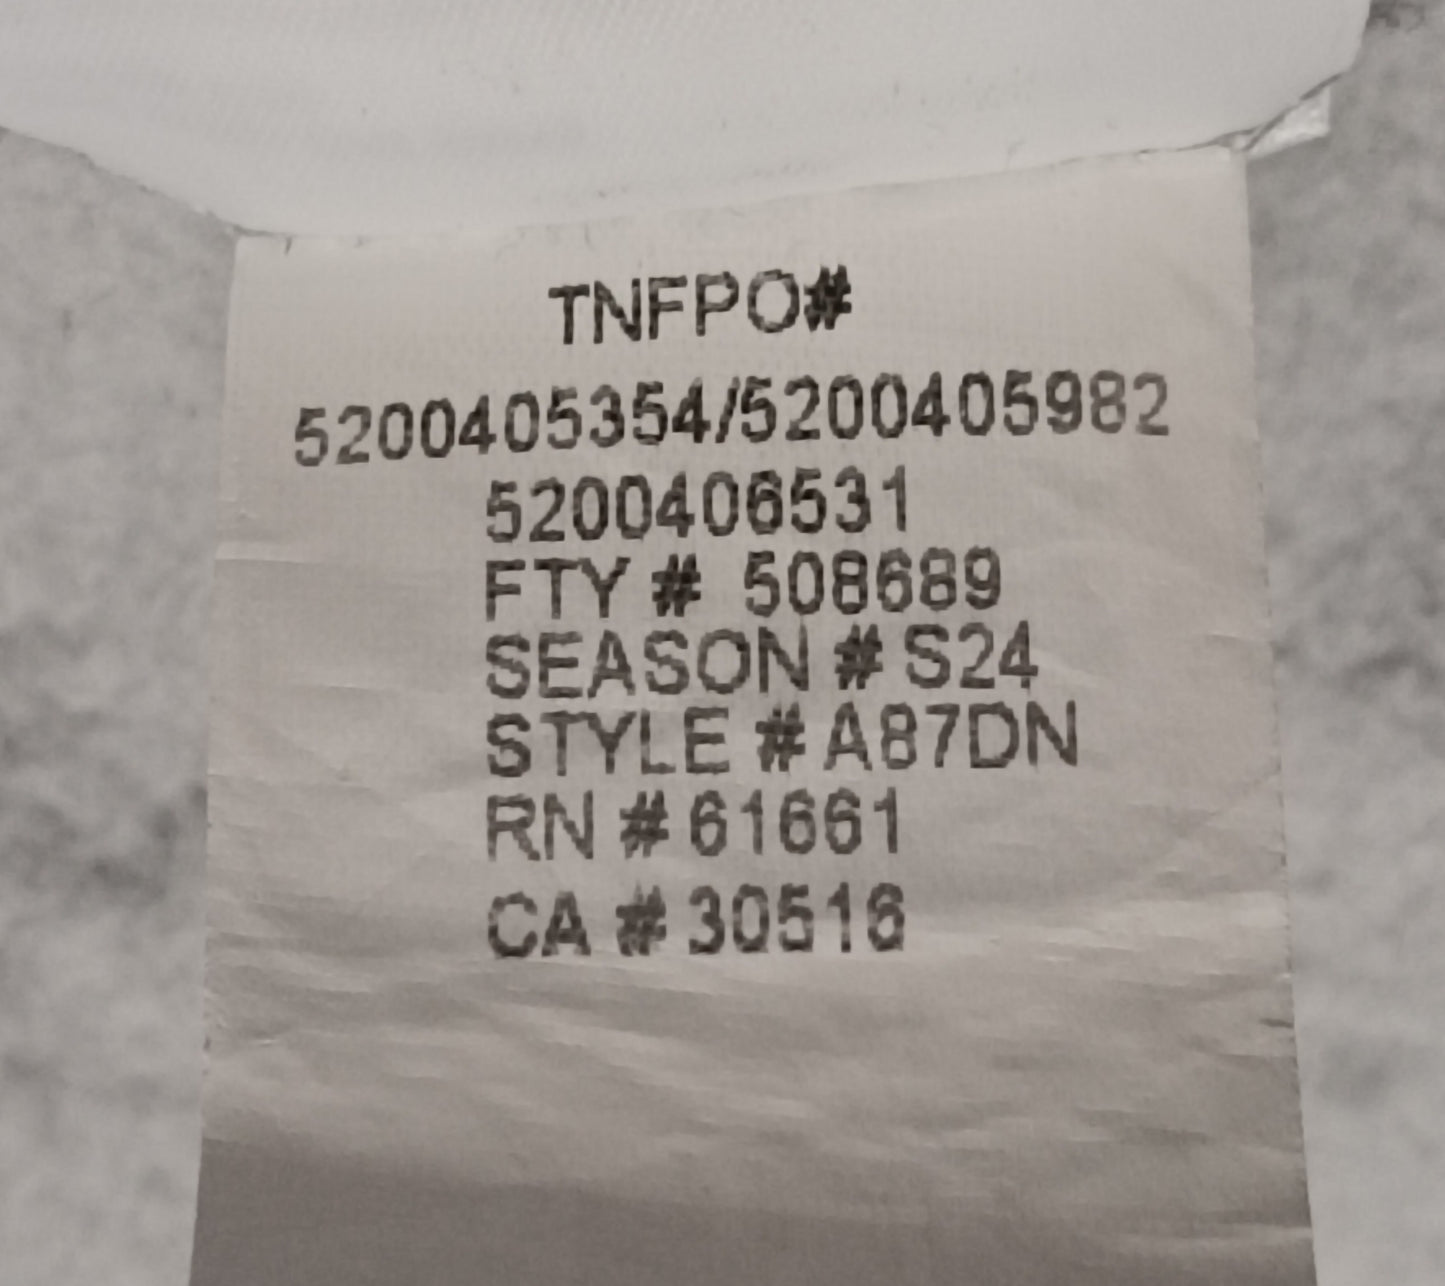 TNFPO#
5200405354/5200405982
5200406531
FTY # 508689
SEASON # S24
STYLE # A87DN
RN # 61661
CA # 30516